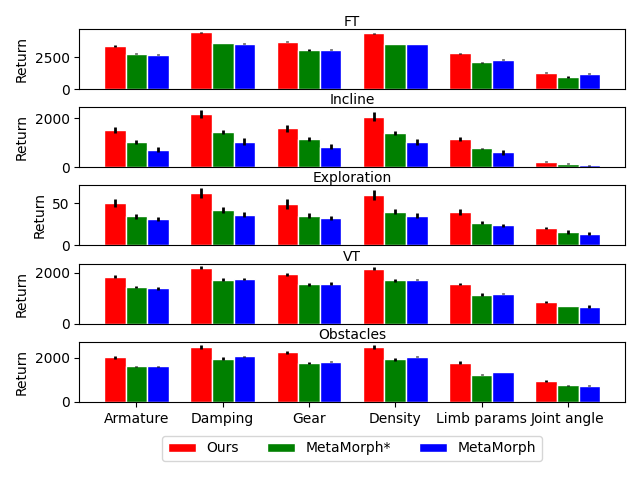 FT
Return
2500
0
Incline
Return
2000
0
Exploration
Return
50
0
VT
Return
2000
0
Obstacles
Return
2000
0
Armature Damping Gear Density Limb params Joint angle
Ours MetaMorph* MetaMorph